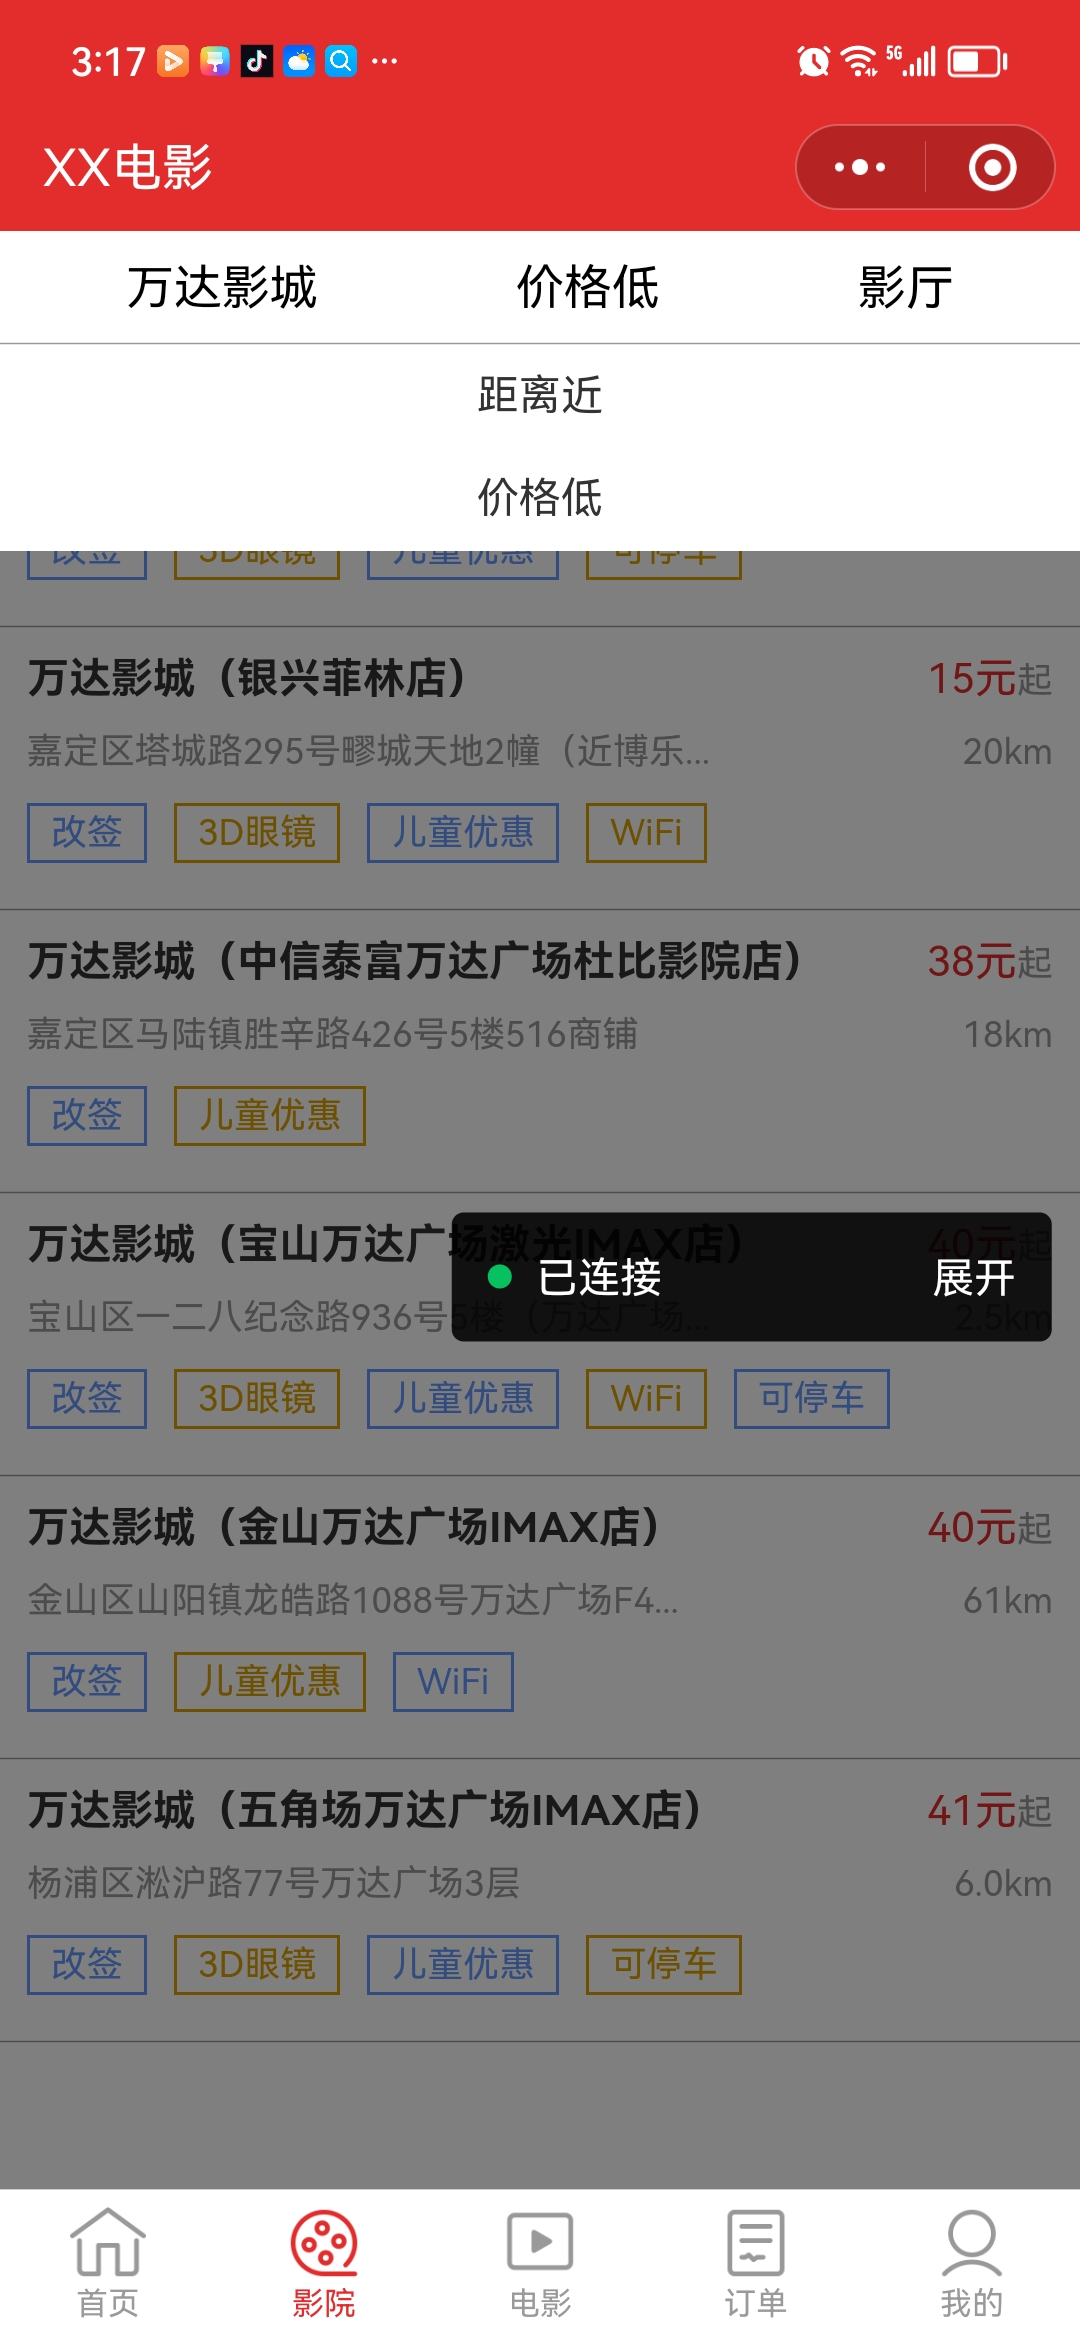 3:17
5G
XX电影
万达影城 价格低 影厅
距离近
价格低
改签 3D眼镜 儿童优惠 可停车
万达影城（银兴菲林店） 15元起
嘉定区塔城路295号疁城天地2幢（近博乐... 20km
改签 3D眼镜 儿童优惠 WiFi
万达影城（中信泰富万达广场杜比影院店） 38元起
嘉定区马陆镇胜辛路426号5楼516商铺 18km
改签 儿童优惠
万达影城（宝山万达广场激光IMAX店） 40元起
已连接 展开
宝山区一二八纪念路936号5楼（万达广场... 2.5km
改签 3D眼镜 儿童优惠 WiFi 可停车
万达影城（金山万达广场IMAX店） 40元起
金山区山阳镇龙皓路1088号万达广场F4... 61km
改签 儿童优惠 WiFi
万达影城（五角场万达广场IMAX店） 41元起
杨浦区淞沪路77号万达广场3层 6.0km
改签 3D眼镜 儿童优惠 可停车
首页 影院 电影 订单 我的